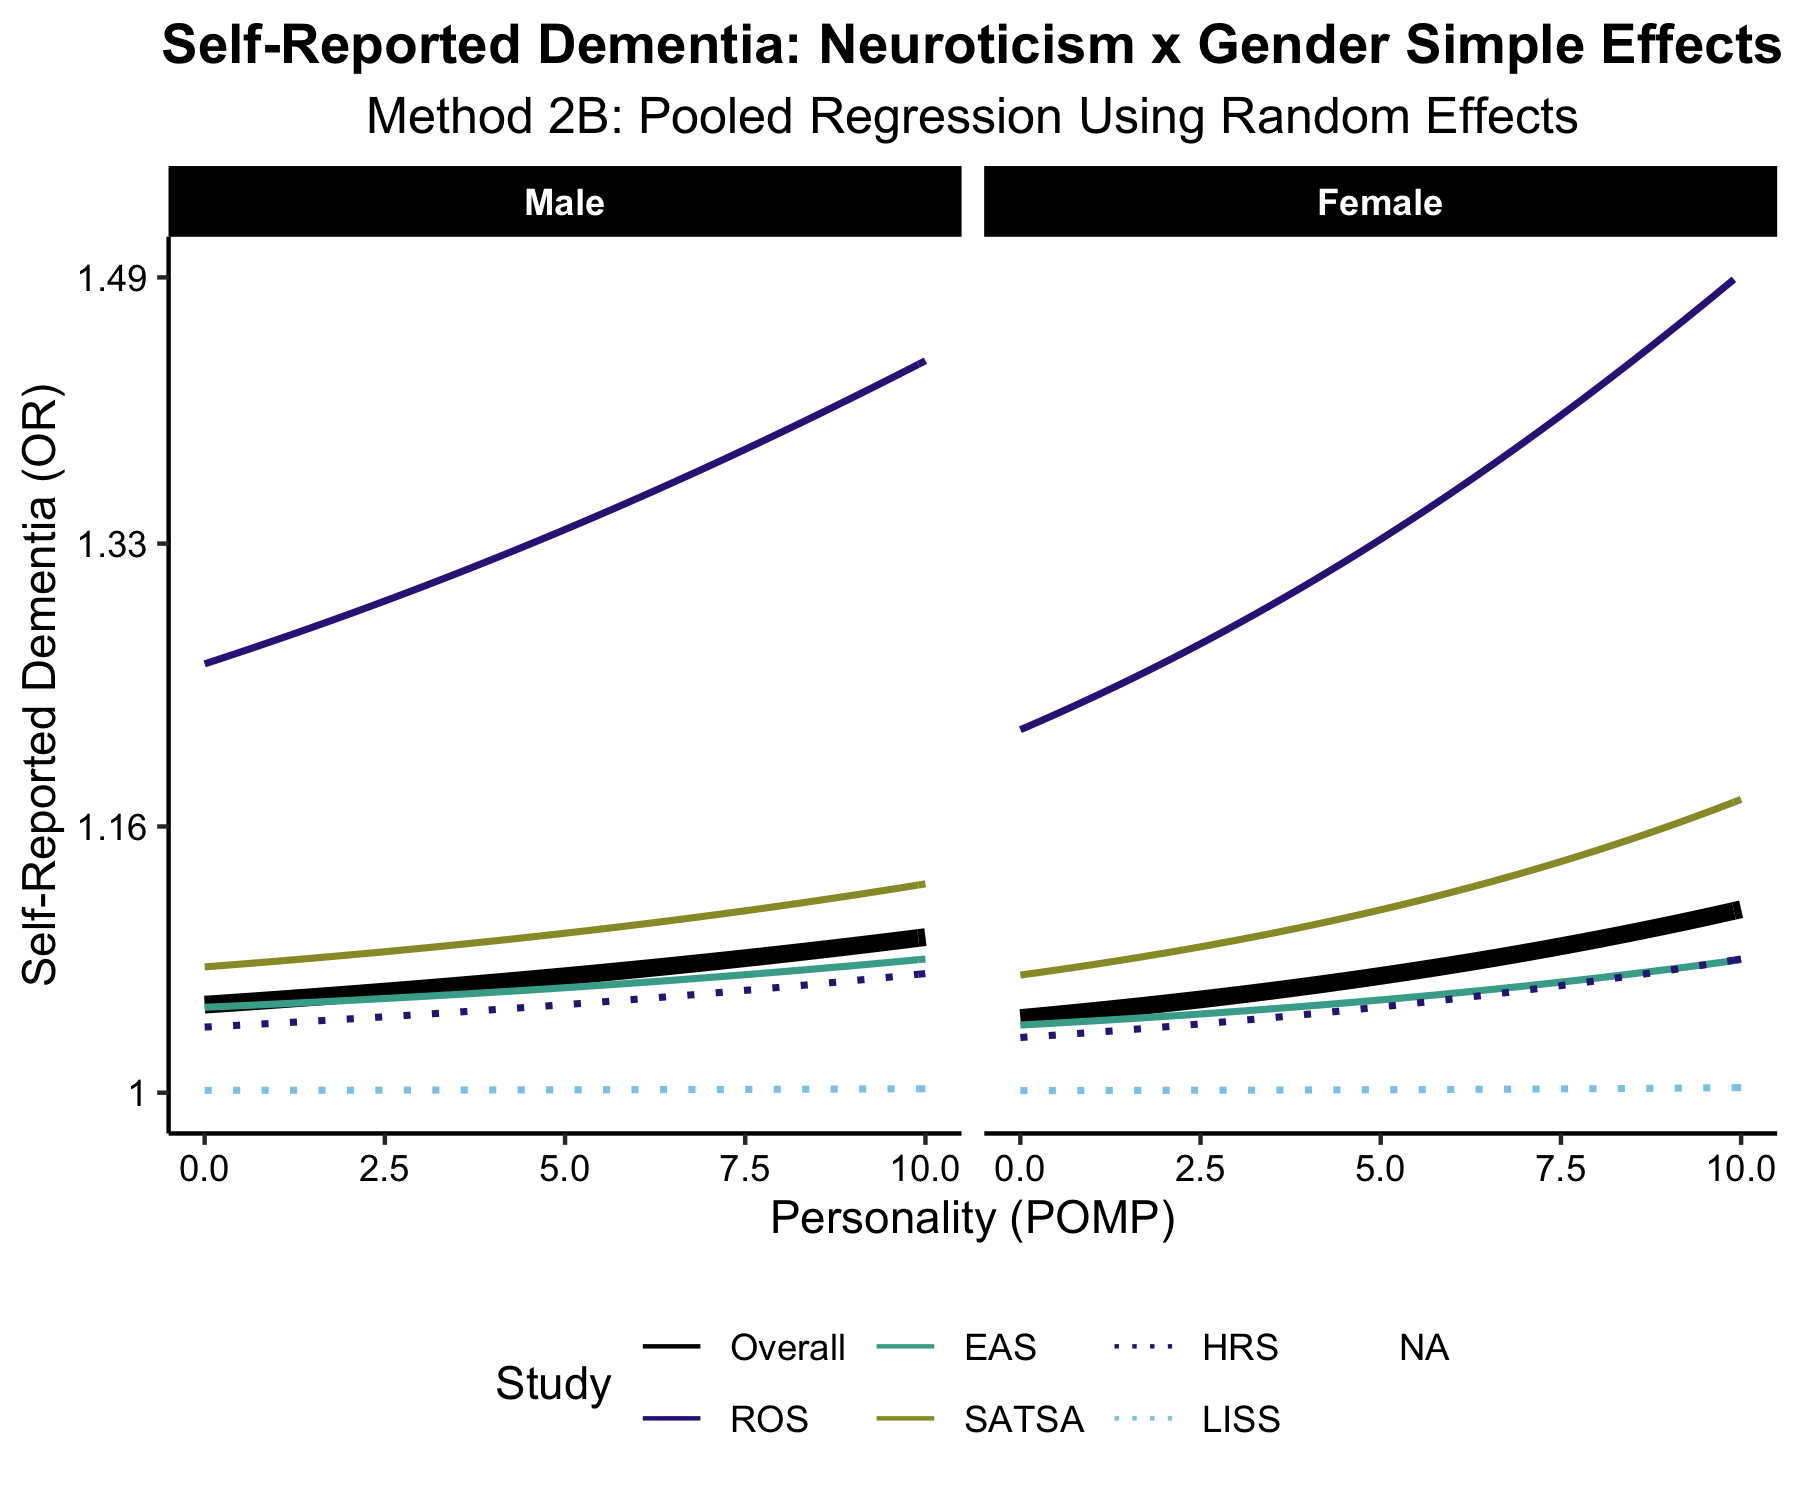 Self-Reported Dementia: Neuroticism x Gender Simple Effects
Method 2B: Pooled Regression Using Random Effects
Male
Female
Self-Reported Dementia (OR)
1.49
1.33
1.16
1
0.0 2.5 5.0 7.5 10.0
0.0 2.5 5.0 7.5 10.0
Personality (POMP)
Study
Overall EAS HRS NA
ROS SATSA LISS